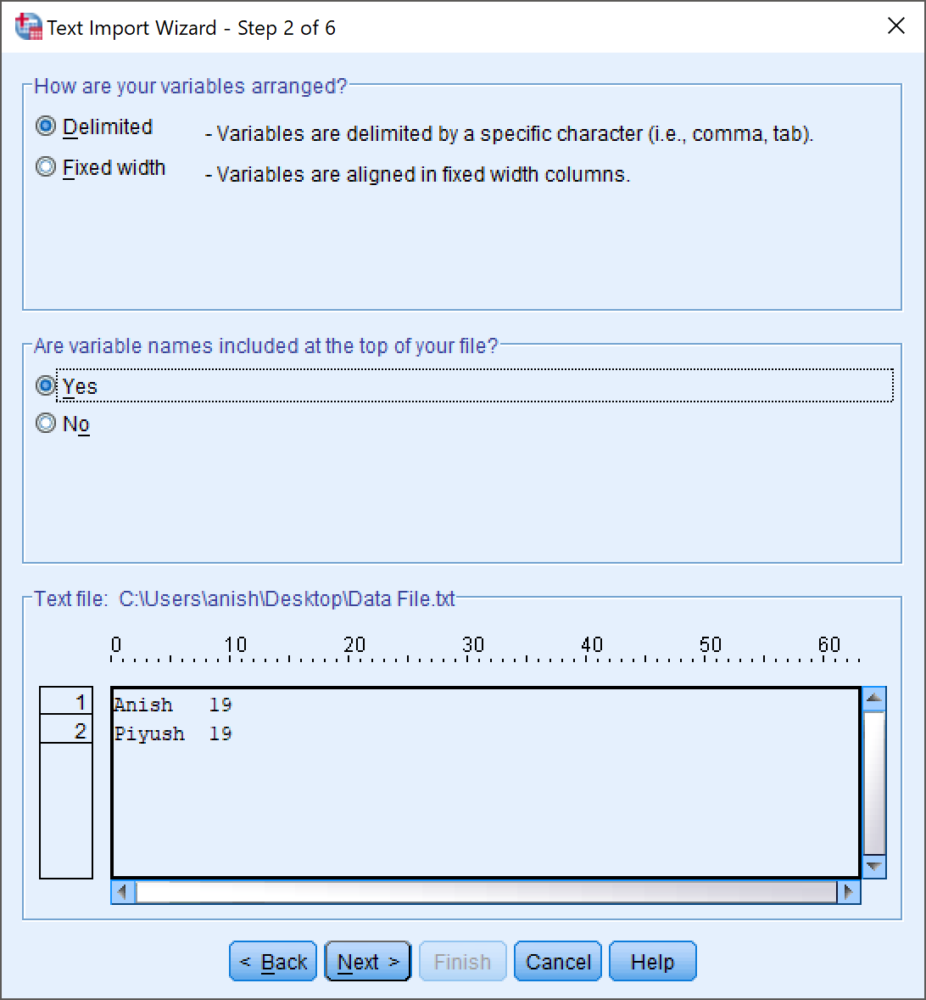 Text Import Wizard - Step 2 of 6
How are your variables arranged?
Delimited - Variables are delimited by a specific character (i.e., comma, tab).
Fixed width - Variables are aligned in fixed width columns.
Are variable names included at the top of your file?
Yes
No
Text file: C:\Users\anish\Desktop\Data File.txt
0 10 20 30 40 50 60
1 Anish 19
2 Piyush 19
< Back Next > Finish Cancel Help